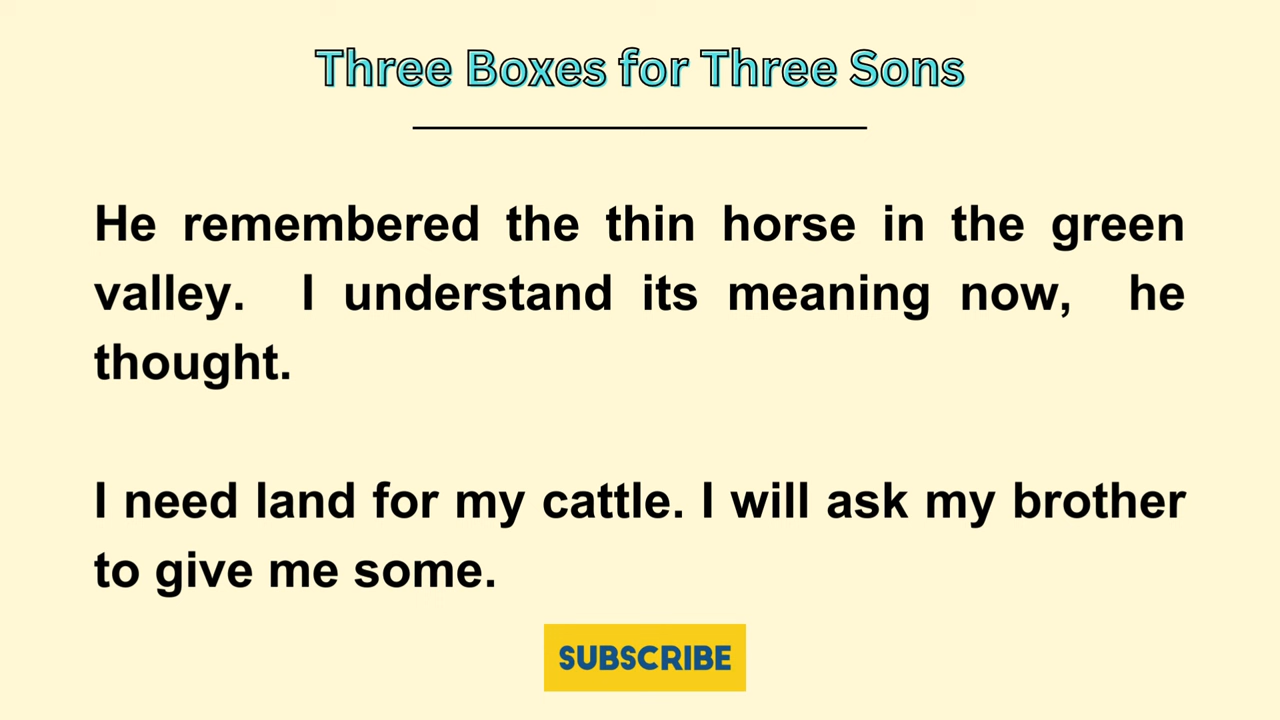 Three Boxes for Three Sons
He remembered the thin horse in the green
valley. I understand its meaning now, he
thought.
I need land for my cattle. I will ask my brother
to give me some.
SUBSCRIBE